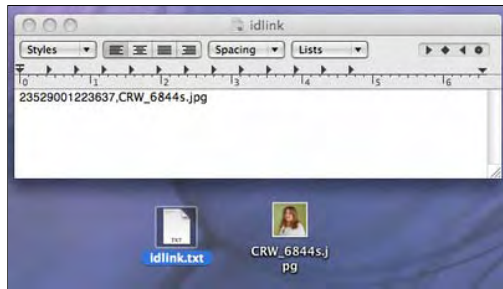 idlink
Styles Spacing Lists
0 1 2 3 4 5 6
23529001223637,CRW_6844s.jpg
TXT
idlink.txt
CRW_6844s.j
pg